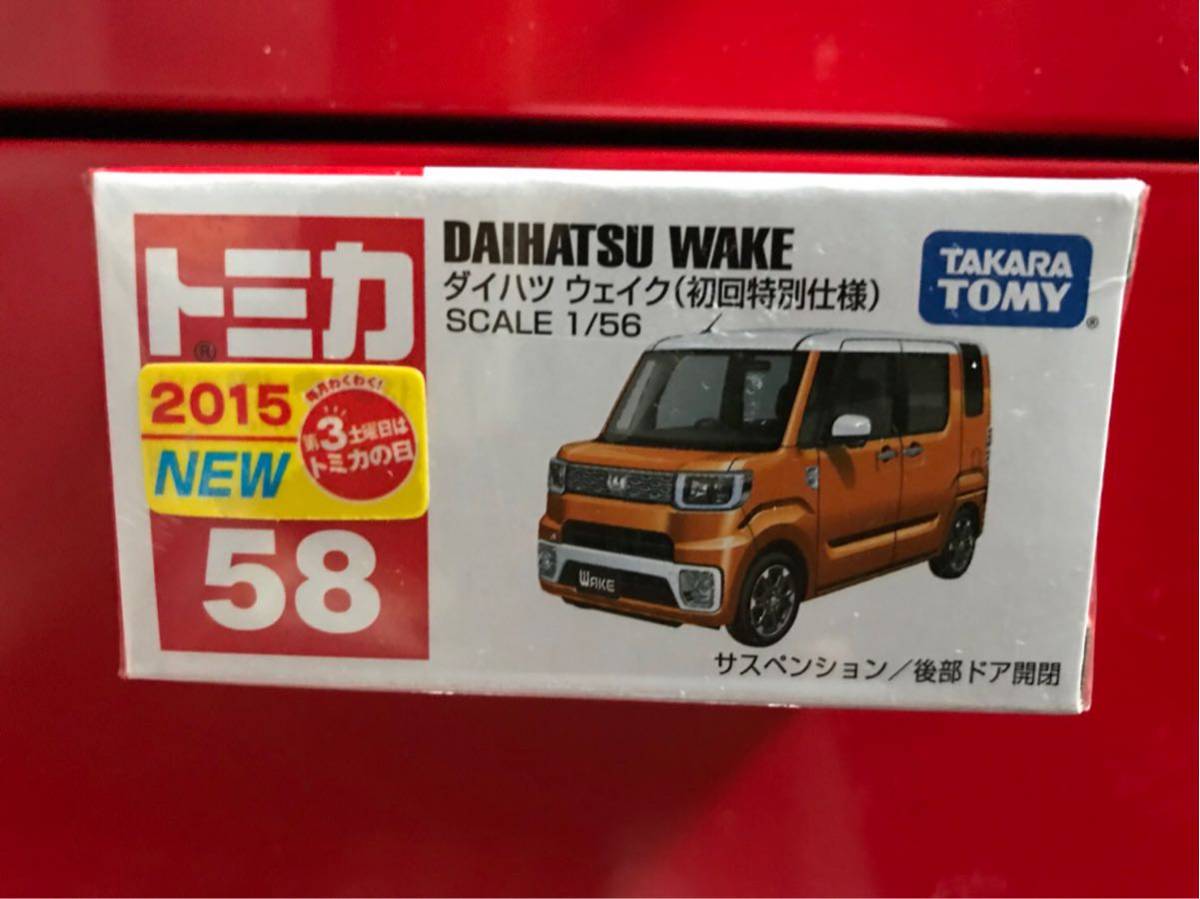 トミカ
®
2015
NEW
毎月わくわく!
第3土曜日は
トミカの日
58
DAIHATSU WAKE
ダイハツ ウェイク(初回特別仕様)
SCALE 1/56
TAKARA
TOMY
®
WAKE
サスペンション/後部ドア開閉